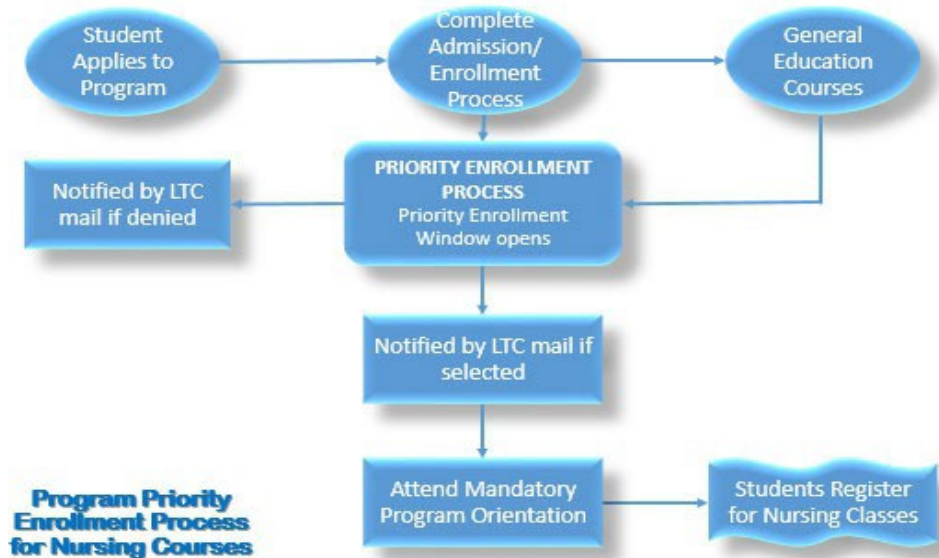 Student
Applies to
Program
Complete
Admission/
Enrollment
Process
General
Education
Courses
PRIORITY ENROLLMENT
PROCESS
Priority Enrollment
Window opens
Notified by LTC
mail if denied
Notified by LTC mail if
selected
Attend Mandatory
Program Orientation
Students Register
for Nursing Classes
Program Priority
Enrollment Process
for Nursing Courses